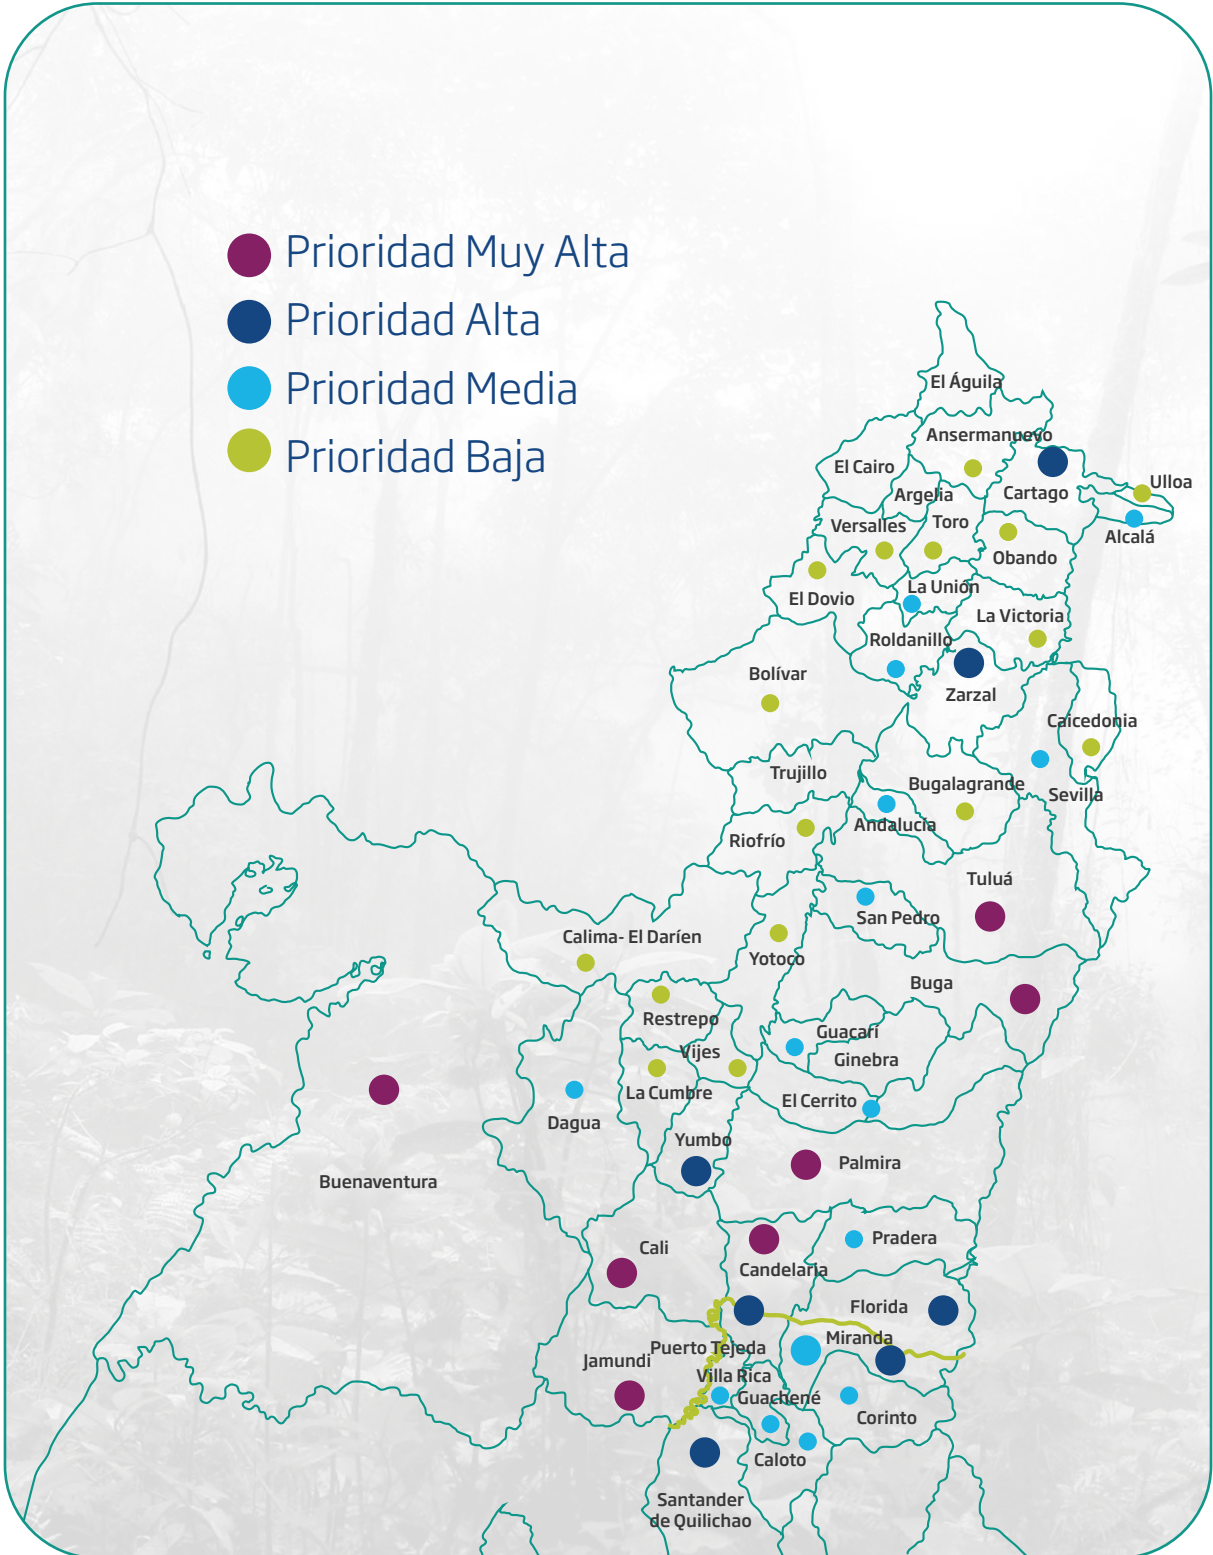 Prioridad Muy Alta
Prioridad Alta
Prioridad Media
Prioridad Baja
El Águila
Ansermanuevo
El Cairo
Argelia
Cartago
Ulloa
Versalles
Toro
Alcalá
Obando
La Unión
El Dovio
La Victoria
Roldanillo
Bolívar
Zarzal
Caicedonia
Trujillo
Bugalagrande
Sevilla
Andalucía
Riofrío
Tuluá
San Pedro
Calima- El Daríen
Yotoco
Buga
Restrepo
Guacarí
Vijes
Ginebra
La Cumbre
El Cerrito
Dagua
Yumbo
Palmira
Buenaventura
Pradera
Cali
Candelaria
Florida
Miranda
Puerto Tejeda
Jamundi
Villa Rica
Guachené
Corinto
Caloto
Santander
de Quilichao